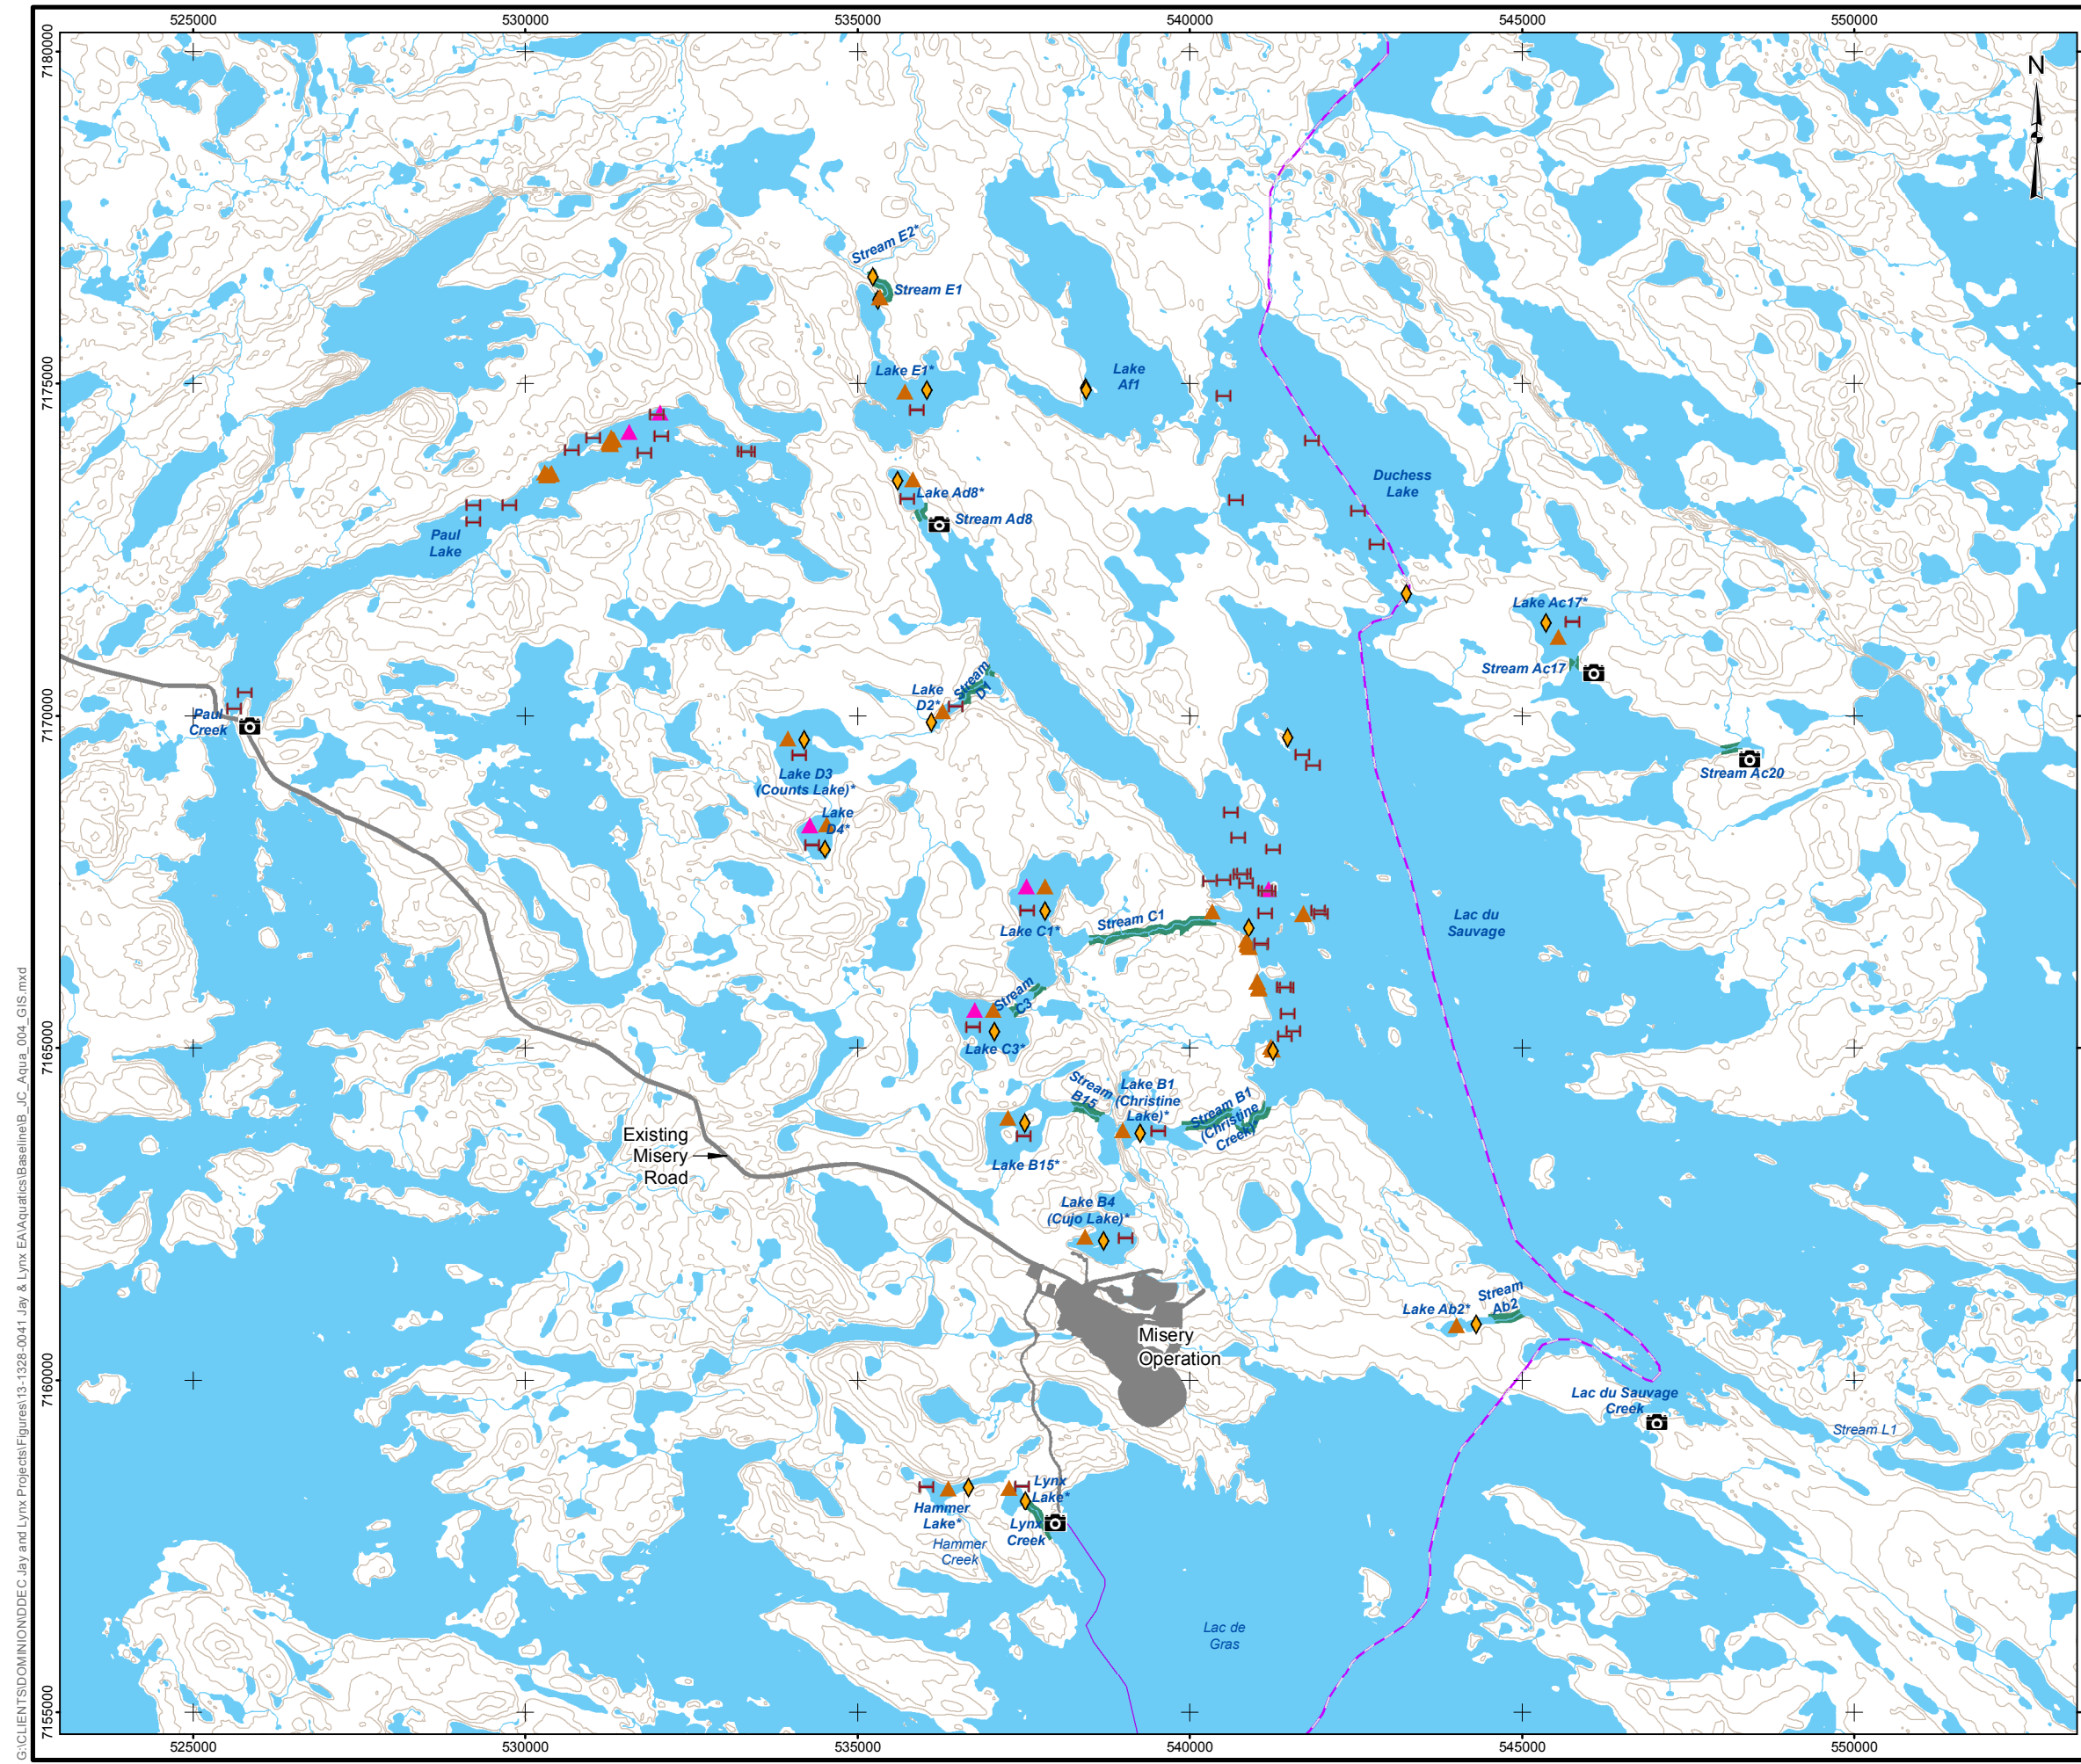 525000
530000
535000
540000
545000
550000
7180000
N
Stream E2*
Stream E1
7175000
Lake E1*
Lake
Af1
Duchess
Lake
Lake Ad8*
Stream Ad8
Paul
Lake
Lake Ac17*
Stream Ac17
7170000
Stream
D1
Lake
D2*
Paul
Creek
Lake D3
(Counts Lake)*
Stream Ac20
Lake
D4*
Stream C1
Lac du
Sauvage
Lake C1*
Stream
C3
7165000
Lake C3*
Stream
B15
Lake B1
(Christine
Lake)*
Stream B1
(Christine
Creek)
Existing
Misery
Road
Lake B15*
Lake B4
(Cujo Lake)*
Stream
Ab2
Lake Ab2*
Misery
Operation
7160000
Lac du Sauvage
Creek
Stream L1
Lynx
Lake*
Hammer
Lake*
Lynx
Creek
Hammer
Creek
Lac de
Gras
7155000
525000
530000
535000
540000
545000
550000
G:\CLIENTS\DOMINION\DDEC Jay and Lynx Projects\Figures\13-1328-0041 Jay & Lynx EA\Aquatics\Baseline\B_JC_Aqua_004_GIS.mxd